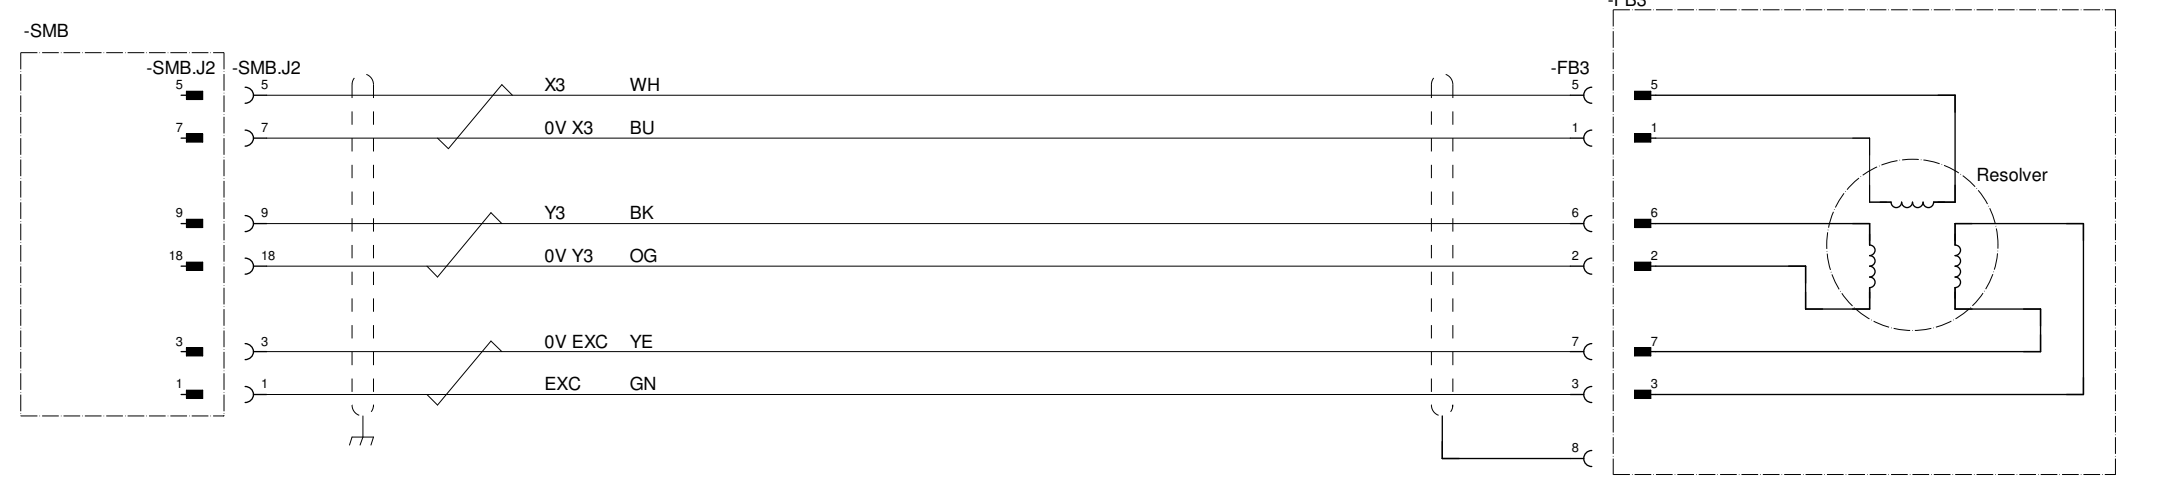 -FB3
-SMB
-SMB.J2 -SMB.J2 -FB3
5 5 X3 WH 5 5
7 7 0V X3 BU 1 1
Resolver
9 9 Y3 BK 6 6
18 18 0V Y3 OG 2 2
3 3 0V EXC YE 7 7
1 1 EXC GN 3 3
8